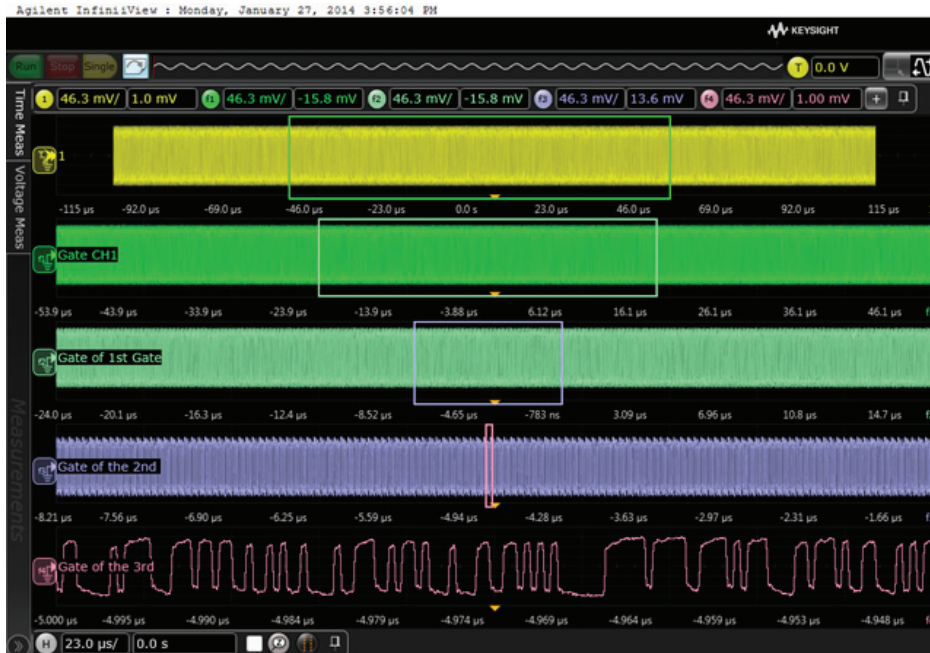 Agilent InfiniiView : Monday, January 27, 2014 3:56:04 PM
KEYSIGHT
Run Stop Single T 0.0 V
1 46.3 mV/ 1.0 mV f1 46.3 mV/ -15.8 mV f2 46.3 mV/ -15.8 mV f3 46.3 mV/ 13.6 mV f4 46.3 mV/ 1.00 mV +
Time Meas
Voltage Meas
Measurements
1
-115 µs -92.0 µs -69.0 µs -46.0 µs -23.0 µs 0.0 s 23.0 µs 46.0 µs 69.0 µs 92.0 µs 115 µs
Gate CH1
-53.9 µs -43.9 µs -33.9 µs -23.9 µs -13.9 µs -3.88 µs 6.12 µs 16.1 µs 26.1 µs 36.1 µs 46.1 µs
Gate of 1st Gate
-24.0 µs -20.1 µs -16.3 µs -12.4 µs -8.52 µs -4.65 µs -783 ns 3.09 µs 6.96 µs 10.8 µs 14.7 µs
Gate of the 2nd
-8.21 µs -7.56 µs -6.90 µs -6.25 µs -5.59 µs -4.94 µs -4.28 µs -3.63 µs -2.97 µs -2.31 µs -1.66 µs
Gate of the 3rd
-5.000 µs -4.995 µs -4.990 µs -4.984 µs -4.979 µs -4.974 µs -4.969 µs -4.964 µs -4.959 µs -4.953 µs -4.948 µs
H 23.0 µs/ 0.0 s